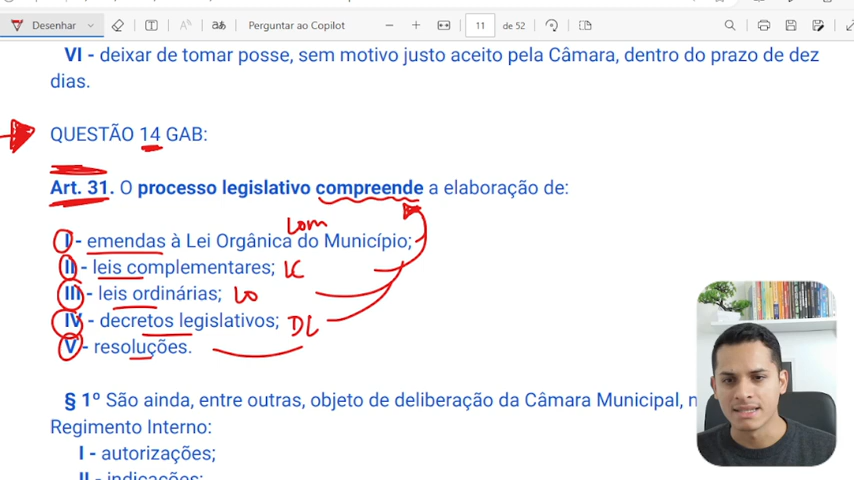 Desenhar
Perguntar ao Copilot
11
de 52
VI - deixar de tomar posse, sem motivo justo aceito pela Câmara, dentro do prazo de dez
dias.
QUESTÃO 14 GAB:
Art. 31. O processo legislativo compreende a elaboração de:
Lom
I - emendas à Lei Orgânica do Município;
II - leis complementares; LC
III - leis ordinárias; LO
IV - decretos legislativos; DL
V - resoluções.
§ 1º São ainda, entre outras, objeto de deliberação da Câmara Municipal,
Regimento Interno:
I - autorizações;
II - indicações;